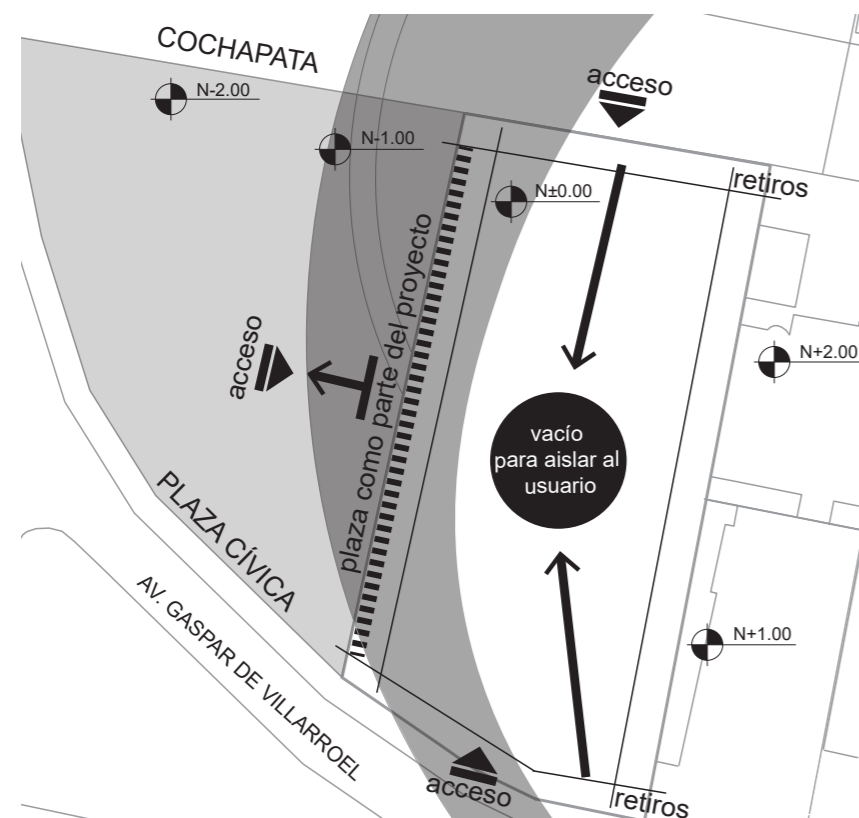 COCHAPATA
acceso
N-2.00
N-1.00
retiros
N±0.00
plaza como parte del proyecto
acceso
N+2.00
vacío
para aislar al
usuario
PLAZA CÍVICA
AV. GASPAR DE VILLARROEL
N+1.00
acceso
retiros